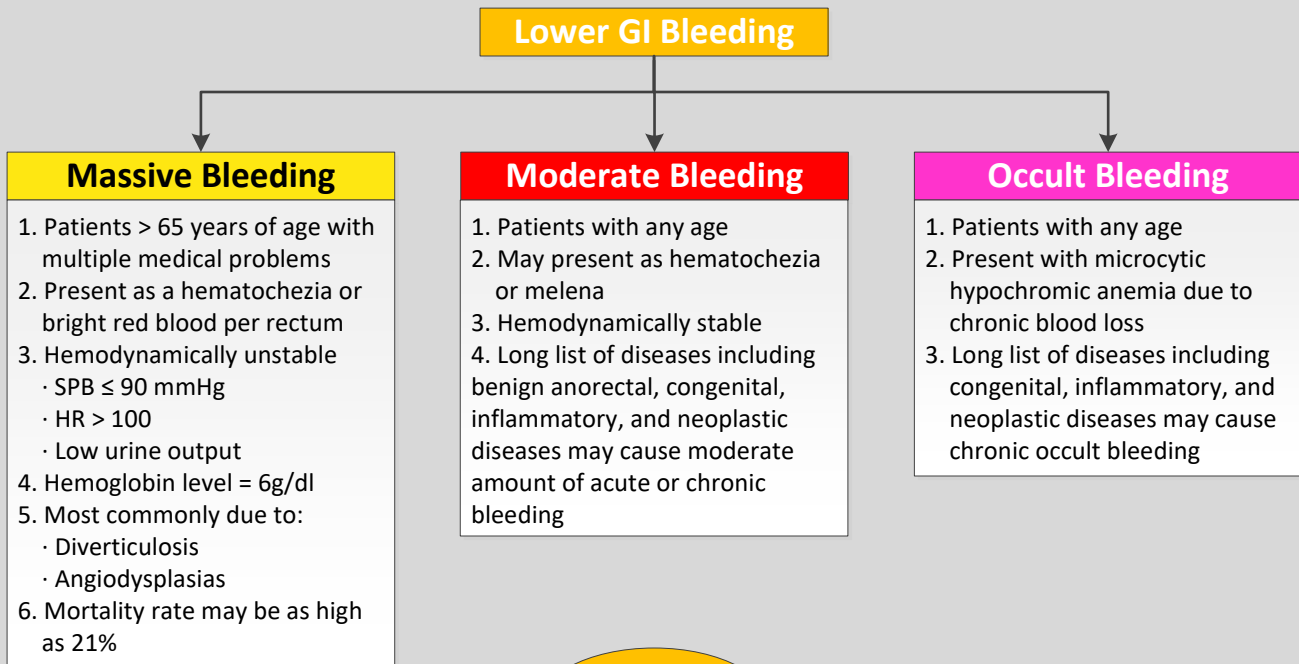 Lower GI Bleeding
Massive Bleeding
1. Patients > 65 years of age with
multiple medical problems
2. Present as a hematochezia or
bright red blood per rectum
3. Hemodynamically unstable
· SPB ≤ 90 mmHg
· HR > 100
· Low urine output
4. Hemoglobin level = 6g/dl
5. Most commonly due to:
· Diverticulosis
· Angiodysplasias
6. Mortality rate may be as high
as 21%
Moderate Bleeding
1. Patients with any age
2. May present as hematochezia
or melena
3. Hemodynamically stable
4. Long list of diseases including
benign anorectal, congenital,
inflammatory, and neoplastic
diseases may cause moderate
amount of acute or chronic
bleeding
Occult Bleeding
1. Patients with any age
2. Present with microcytic
hypochromic anemia due to
chronic blood loss
3. Long list of diseases including
congenital, inflammatory, and
neoplastic diseases may cause
chronic occult bleeding